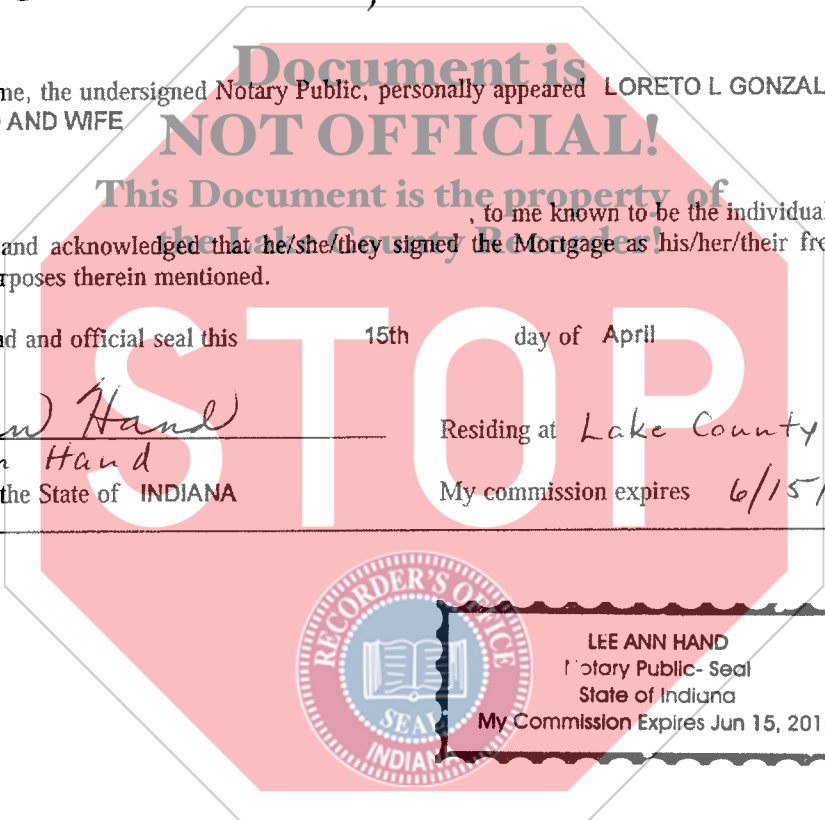 Document is
me, the undersigned Notary Public, personally appeared LORETO L GONZAL
AND WIFE
NOT OFFICIAL!
This Document is the property of
, to me known to be the individual
the Lake County Recorder!
and acknowledged that he/she/they signed the Mortgage as his/her/their fre
rposes therein mentioned.
STOP
nd and official seal this 15th day of April
Hand
Residing at Lake County
n Hand
the State of INDIANA
My commission expires 6/15/
RECORDER'S OFFICE
SEAL
INDIANA
LEE ANN HAND
Notary Public- Seal
State of Indiana
My Commission Expires Jun 15, 201